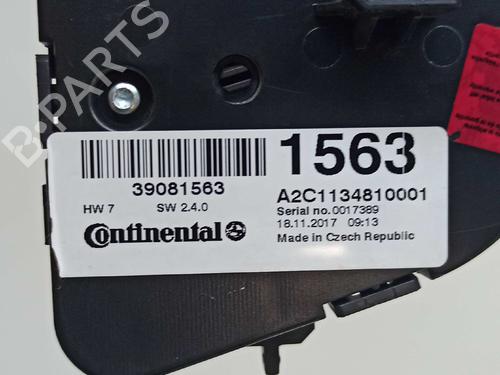 B-PARTS
1563
39081563
A2C1134810001
HW 7 SW 2.4.0
Serial no.0017389
18.11.2017 09:13
Continental
Made in Czech Republic